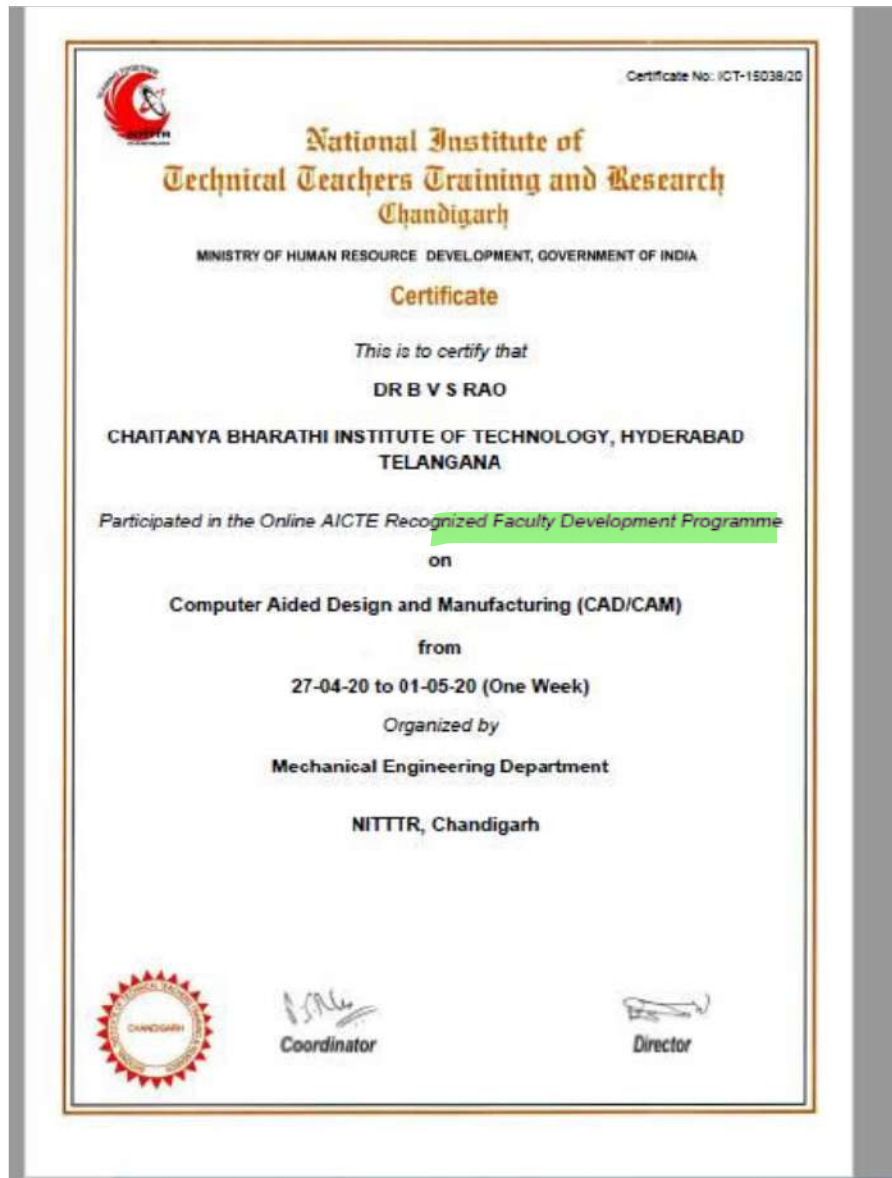 Certificate No: ICT-15038/20
NITTTR
CHANDIGARH
National Institute of
Technical Teachers Training and Research
Chandigarh
MINISTRY OF HUMAN RESOURCE DEVELOPMENT, GOVERNMENT OF INDIA
Certificate
This is to certify that
DR B V S RAO
CHAITANYA BHARATHI INSTITUTE OF TECHNOLOGY, HYDERABAD
TELANGANA
Participated in the Online AICTE Recognized Faculty Development Programme
on
Computer Aided Design and Manufacturing (CAD/CAM)
from
27-04-20 to 01-05-20 (One Week)
Organized by
Mechanical Engineering Department
NITTTR, Chandigarh
CHANDIGARH
Coordinator
Director